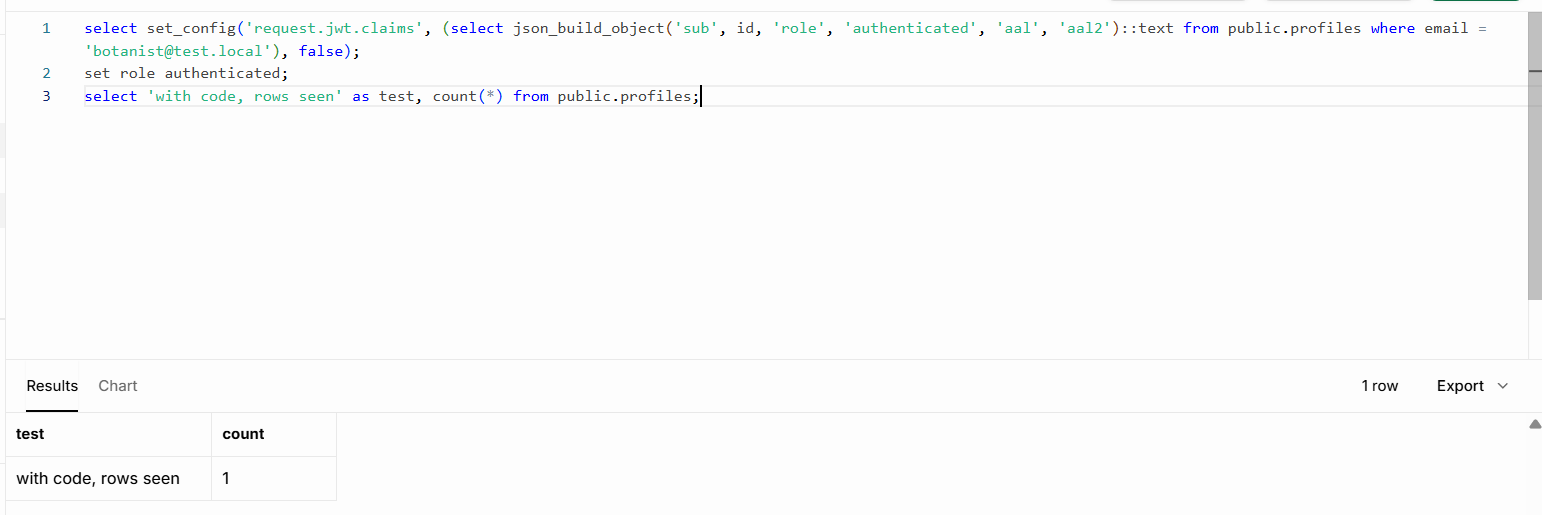 1 select set_config('request.jwt.claims', (select json_build_object('sub', id, 'role', 'authenticated', 'aal', 'aal2')::text from public.profiles where email =
'botanist@test.local'), false);
2 set role authenticated;
3 select 'with code, rows seen' as test, count(*) from public.profiles;
Results Chart 1 row Export
test count
with code, rows seen 1